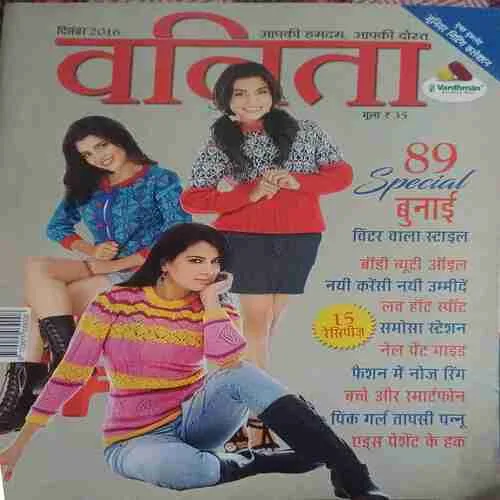 दिसंबर 2016
आपकी हमदम, आपकी दोस्त
वनिता
Vardhman
मूल्य ₹ 35
89
Special
बुनाई
विंटर वाला स्टाइल
बॉडी ब्यूटी ऑइल
नयी करेंसी नयी उम्मीदें
लव हॉट स्पॉट
15
रेसिपीज़
समोसा स्टेशन
नेल पेंट गाइड
फैशन में नोज रिंग
बच्चे और स्मार्टफोन
पिंक गर्ल तापसी पन्नू
एड्स पेशेंट के हक